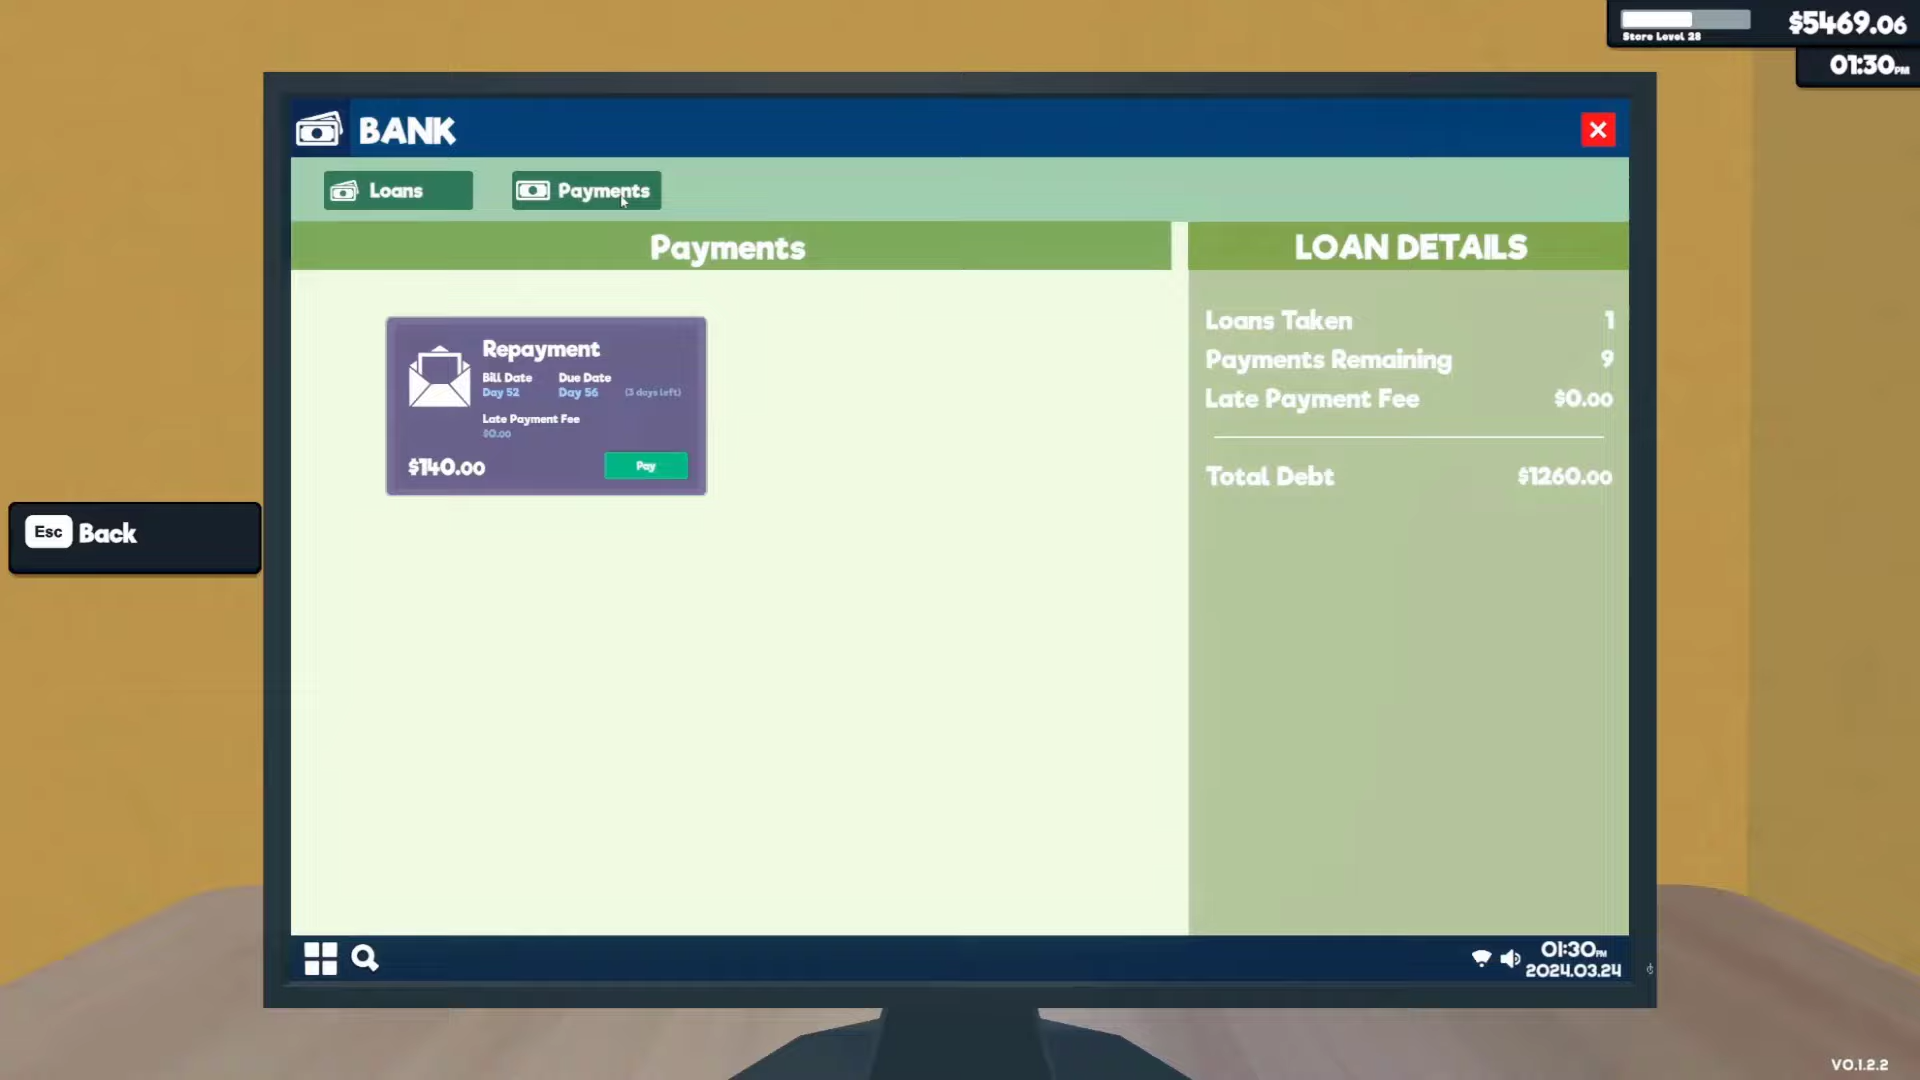 $5469.06
Store Level 28
01:30PM
BANK
Loans
Payments
Payments
LOAN DETAILS
Repayment
Bill Date Due Date
Day 52 Day 56 (3 days left)
Late Payment Fee
$0.00
$140.00
Pay
Loans Taken 1
Payments Remaining 9
Late Payment Fee $0.00
Total Debt $1260.00
Esc Back
01:30PM
2024.03.24
V0.1.2.2